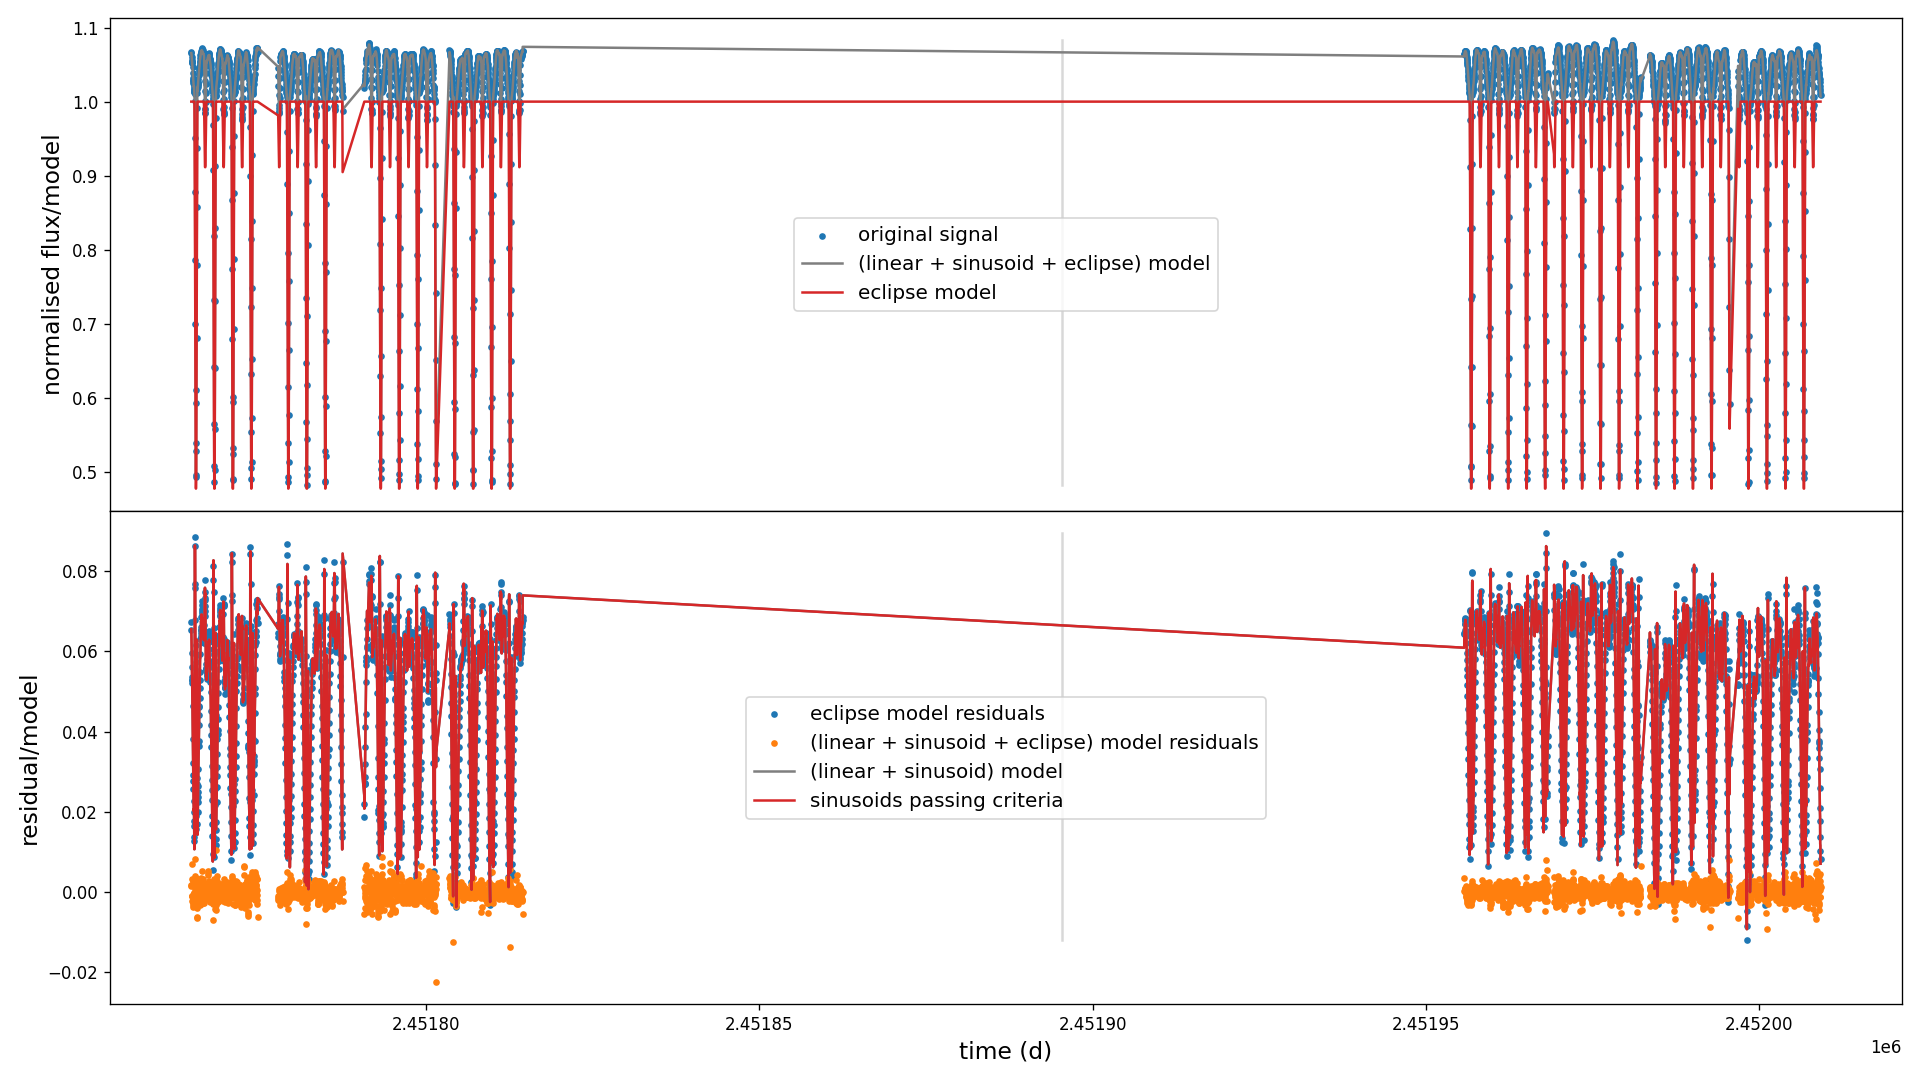 1.1
1.0
0.9
0.8
0.7
0.6
0.5
normalised flux/model
original signal
(linear + sinusoid + eclipse) model
eclipse model
0.08
0.06
0.04
0.02
0.00
−0.02
residual/model
eclipse model residuals
(linear + sinusoid + eclipse) model residuals
(linear + sinusoid) model
sinusoids passing criteria
2.45180
2.45185
2.45190
2.45195
2.45200
time (d)
1e6